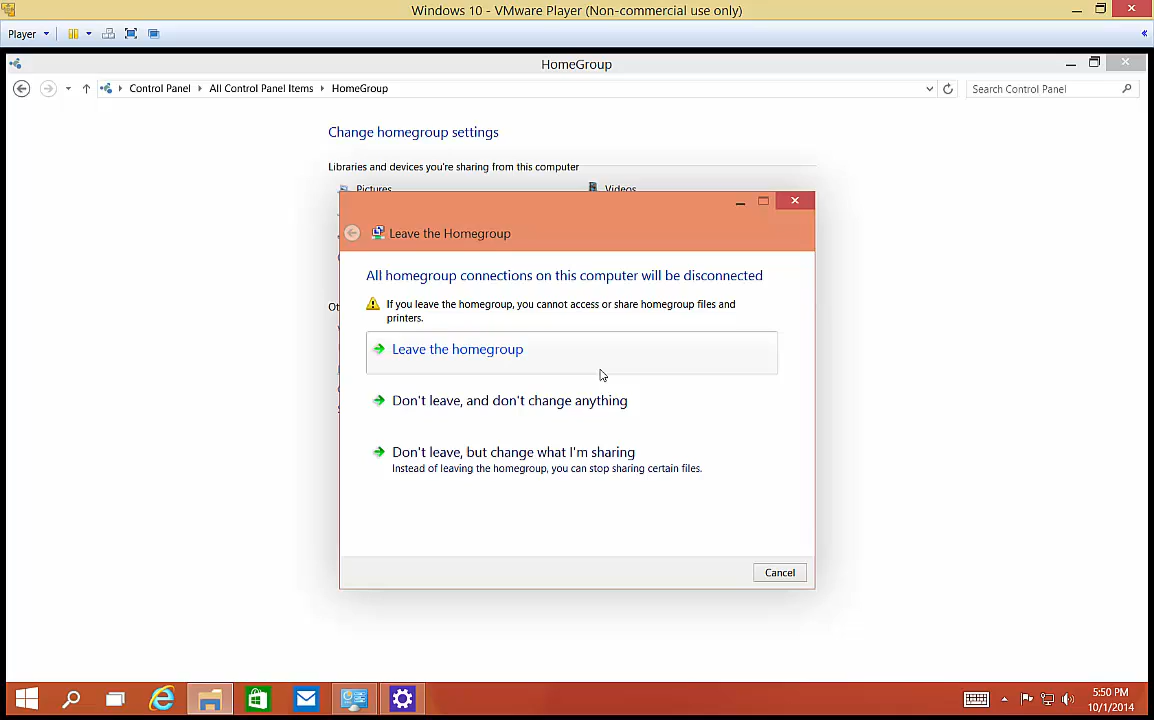 Windows 10 - VMware Player (Non-commercial use only)
Player
HomeGroup
Control Panel All Control Panel Items HomeGroup
Search Control Panel
Change homegroup settings
Libraries and devices you're sharing from this computer
Pictures Videos
Leave the Homegroup
All homegroup connections on this computer will be disconnected
If you leave the homegroup, you cannot access or share homegroup files and
printers.
Leave the homegroup
Don't leave, and don't change anything
Don't leave, but change what I'm sharing
Instead of leaving the homegroup, you can stop sharing certain files.
Cancel
5:50 PM
10/1/2014